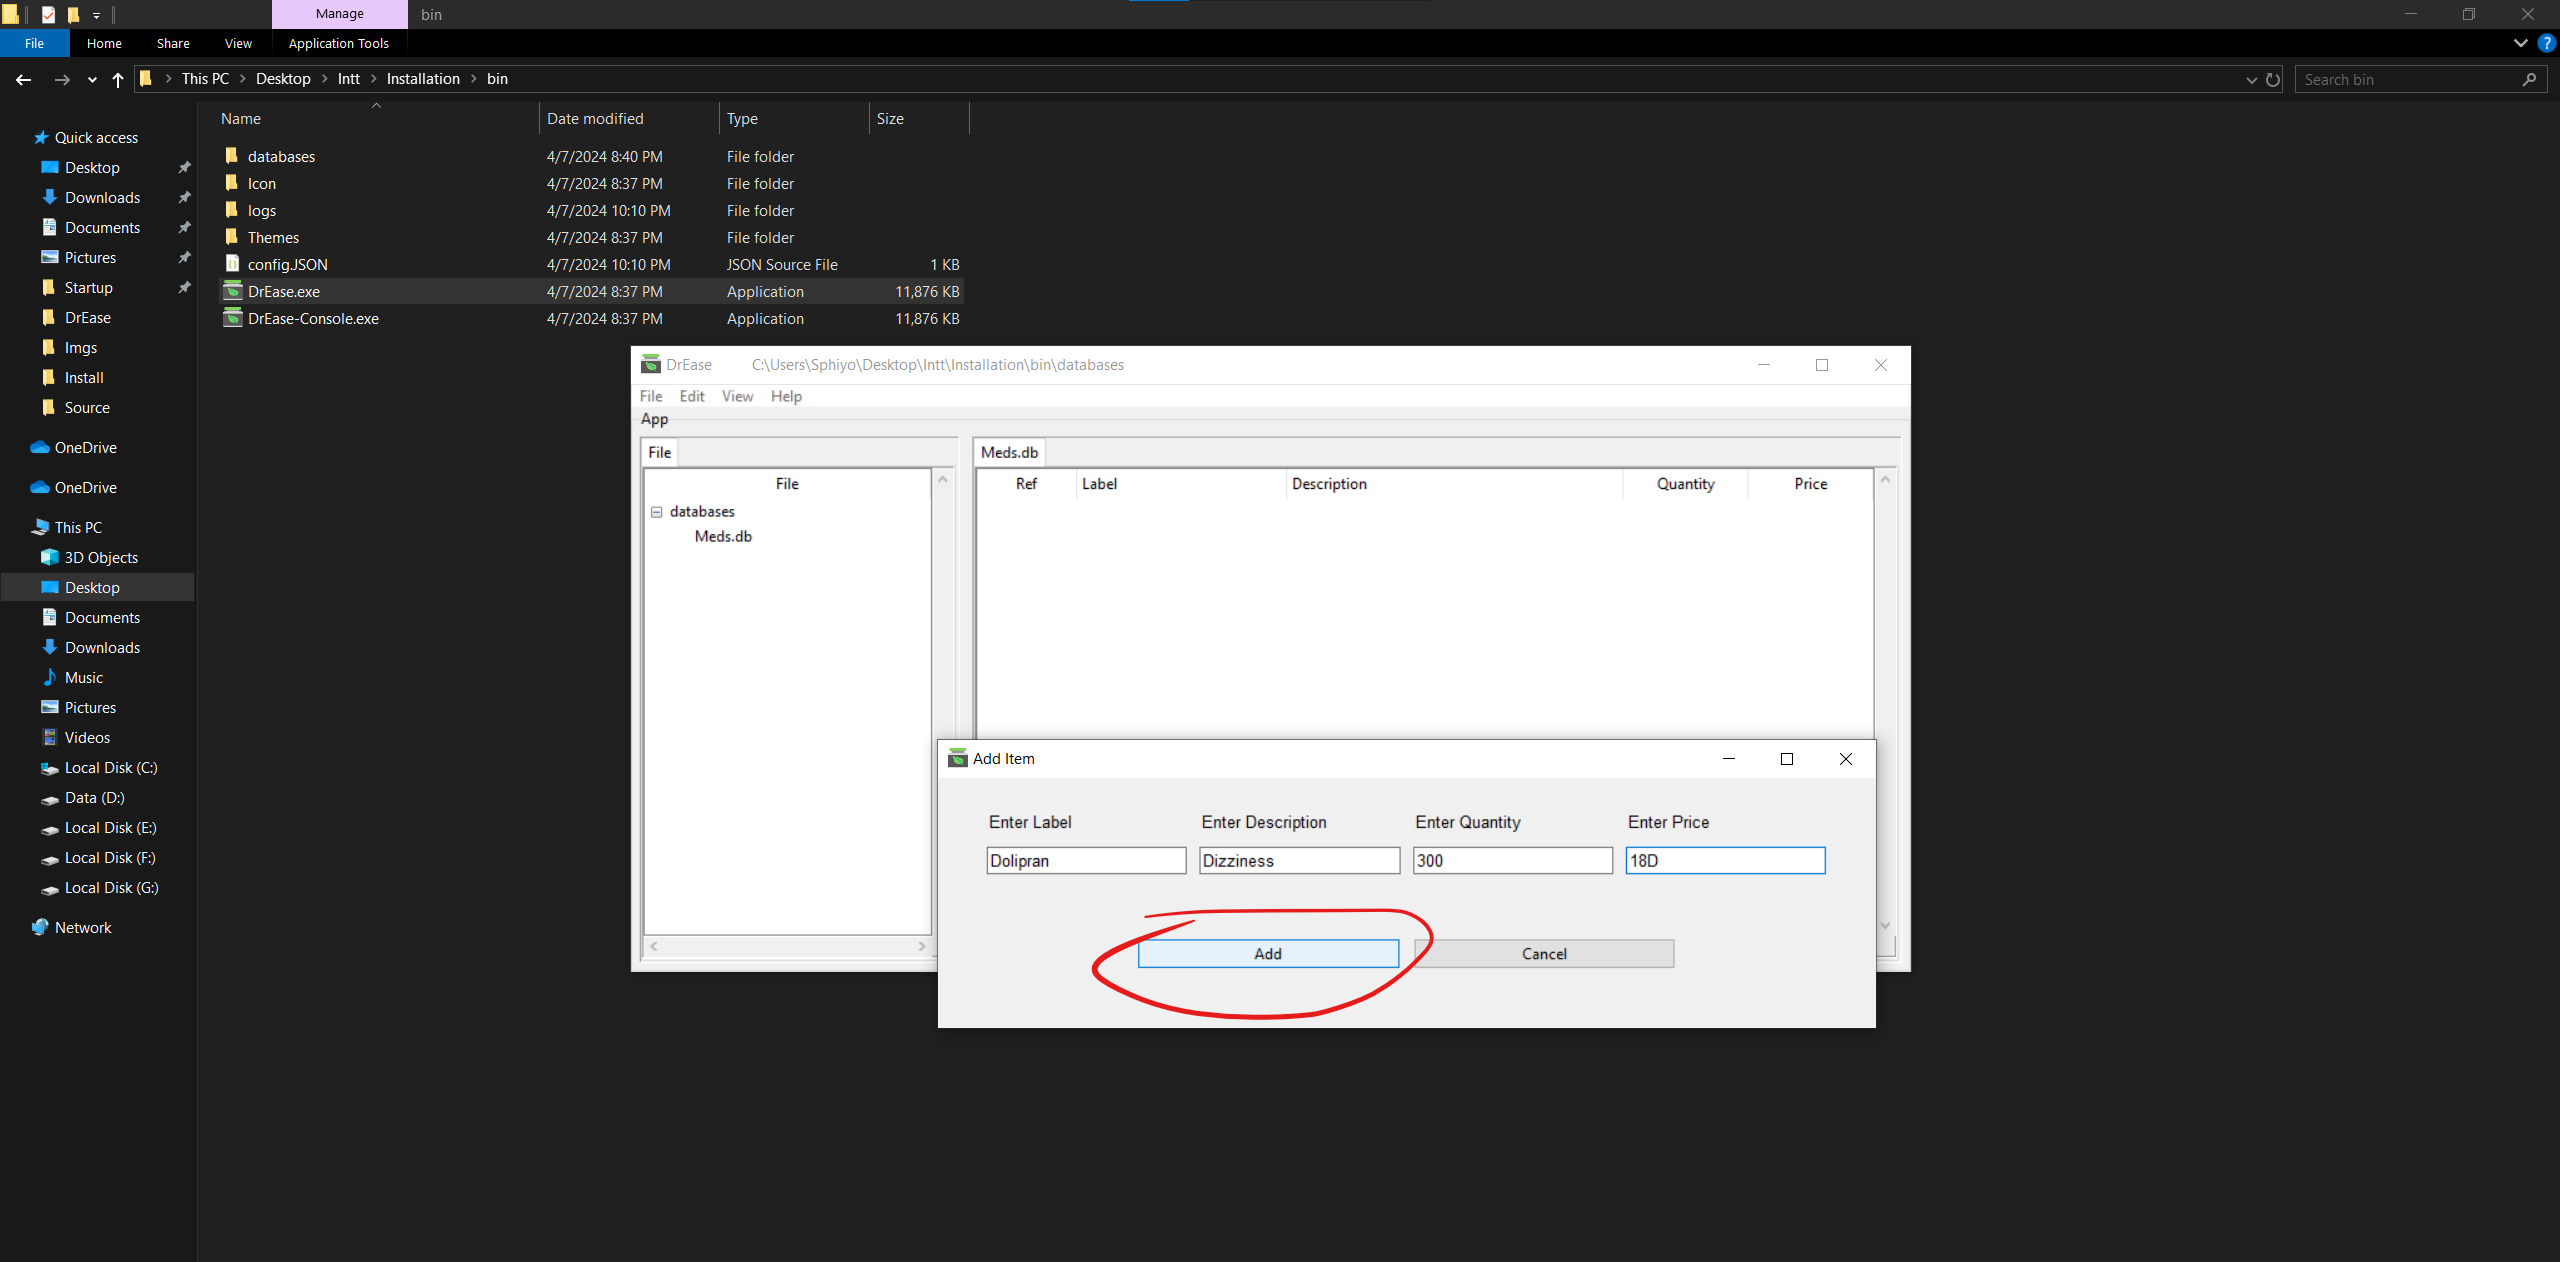 Manage
bin
File
Home
Share
View
Application Tools
?
This PC
Desktop
Intt
Installation
bin
Search bin
Name
Date modified
Type
Size
databases 4/7/2024 8:40 PM File folder
Icon 4/7/2024 8:37 PM File folder
logs 4/7/2024 10:10 PM File folder
Themes 4/7/2024 8:37 PM File folder
config.JSON 4/7/2024 10:10 PM JSON Source File 1 KB
DrEase.exe 4/7/2024 8:37 PM Application 11,876 KB
DrEase-Console.exe 4/7/2024 8:37 PM Application 11,876 KB
Quick access
Desktop
Downloads
Documents
Pictures
Startup
DrEase
Imgs
Install
Source
OneDrive
OneDrive
This PC
3D Objects
Desktop
Documents
Downloads
Music
Pictures
Videos
Local Disk (C:)
Data (D:)
Local Disk (E:)
Local Disk (F:)
Local Disk (G:)
Network
DrEase C:\Users\Sphiyo\Desktop\Intt\Installation\bin\databases
File Edit View Help
App
File
File
databases
Meds.db
Meds.db
Ref Label Description Quantity Price
Add Item
Enter Label Enter Description Enter Quantity Enter Price
Dolipran Dizziness 300 18D
Add Cancel